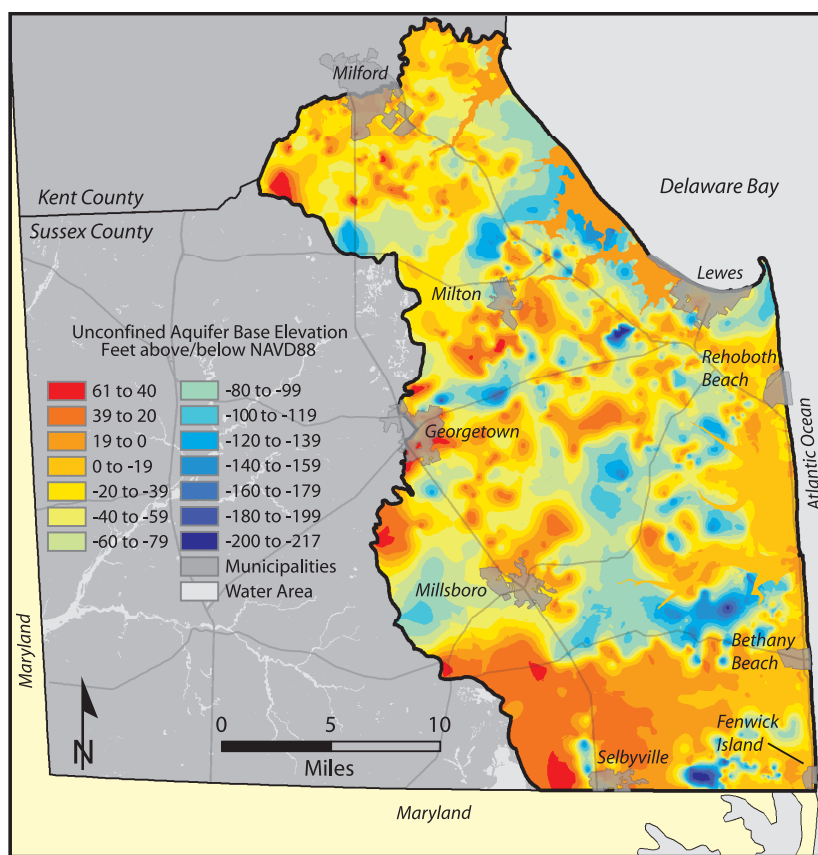 Milford
Kent County
Sussex County
Delaware Bay
Lewes
Milton
Unconfined Aquifer Base Elevation
Feet above/below NAVD88
61 to 40
39 to 20
19 to 0
0 to -19
-20 to -39
-40 to -59
-60 to -79
-80 to -99
-100 to -119
-120 to -139
-140 to -159
-160 to -179
-180 to -199
-200 to -217
Municipalities
Water Area
Rehoboth
Beach
Georgetown
Atlantic Ocean
Millsboro
Bethany
Beach
Maryland
N
0 5 10
Miles
Fenwick
Island
Selbyville
Maryland